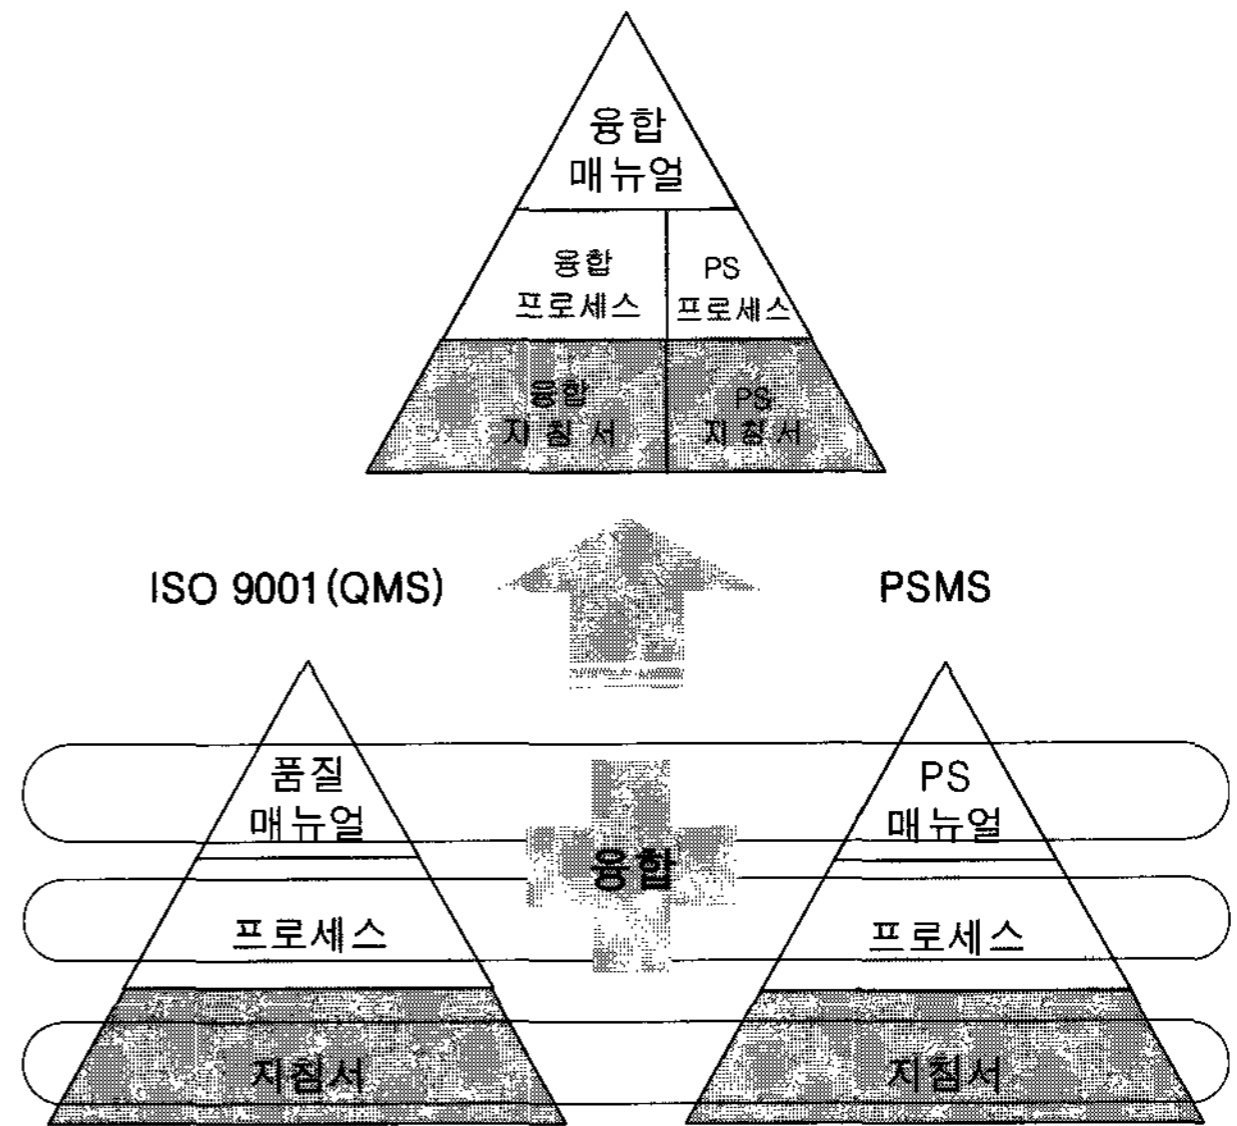 융합
매뉴얼
융합
프로세스
PS
프로세스
융합
지침서
PS
지침서
ISO 9001(QMS)
PSMS
품질
매뉴얼
융합
PS
매뉴얼
프로세스
프로세스
지침서
지침서